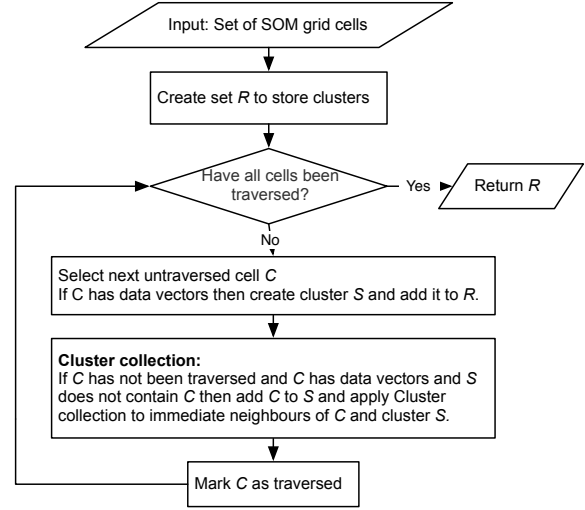 Input: Set of SOM grid cells
Create set R to store clusters
Have all cells been
traversed?
Yes
Return R
No
Select next untraversed cell C
If C has data vectors then create cluster S and add it to R.
Cluster collection:
If C has not been traversed and C has data vectors and S
does not contain C then add C to S and apply Cluster
collection to immediate neighbours of C and cluster S.
Mark C as traversed